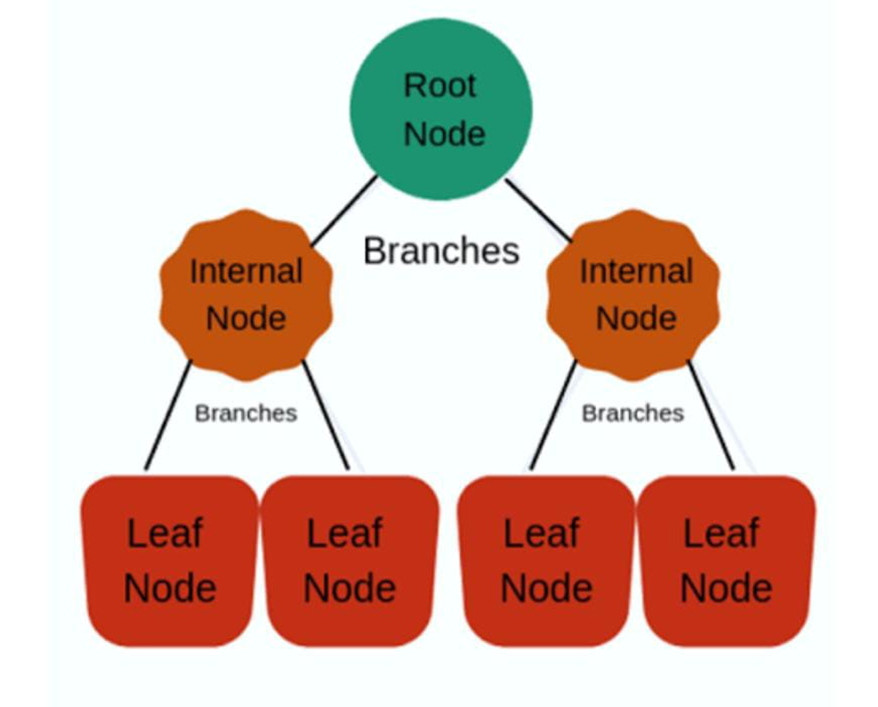 Root
Node
Branches
Internal
Node
Internal
Node
Branches
Branches
Leaf
Node
Leaf
Node
Leaf
Node
Leaf
Node